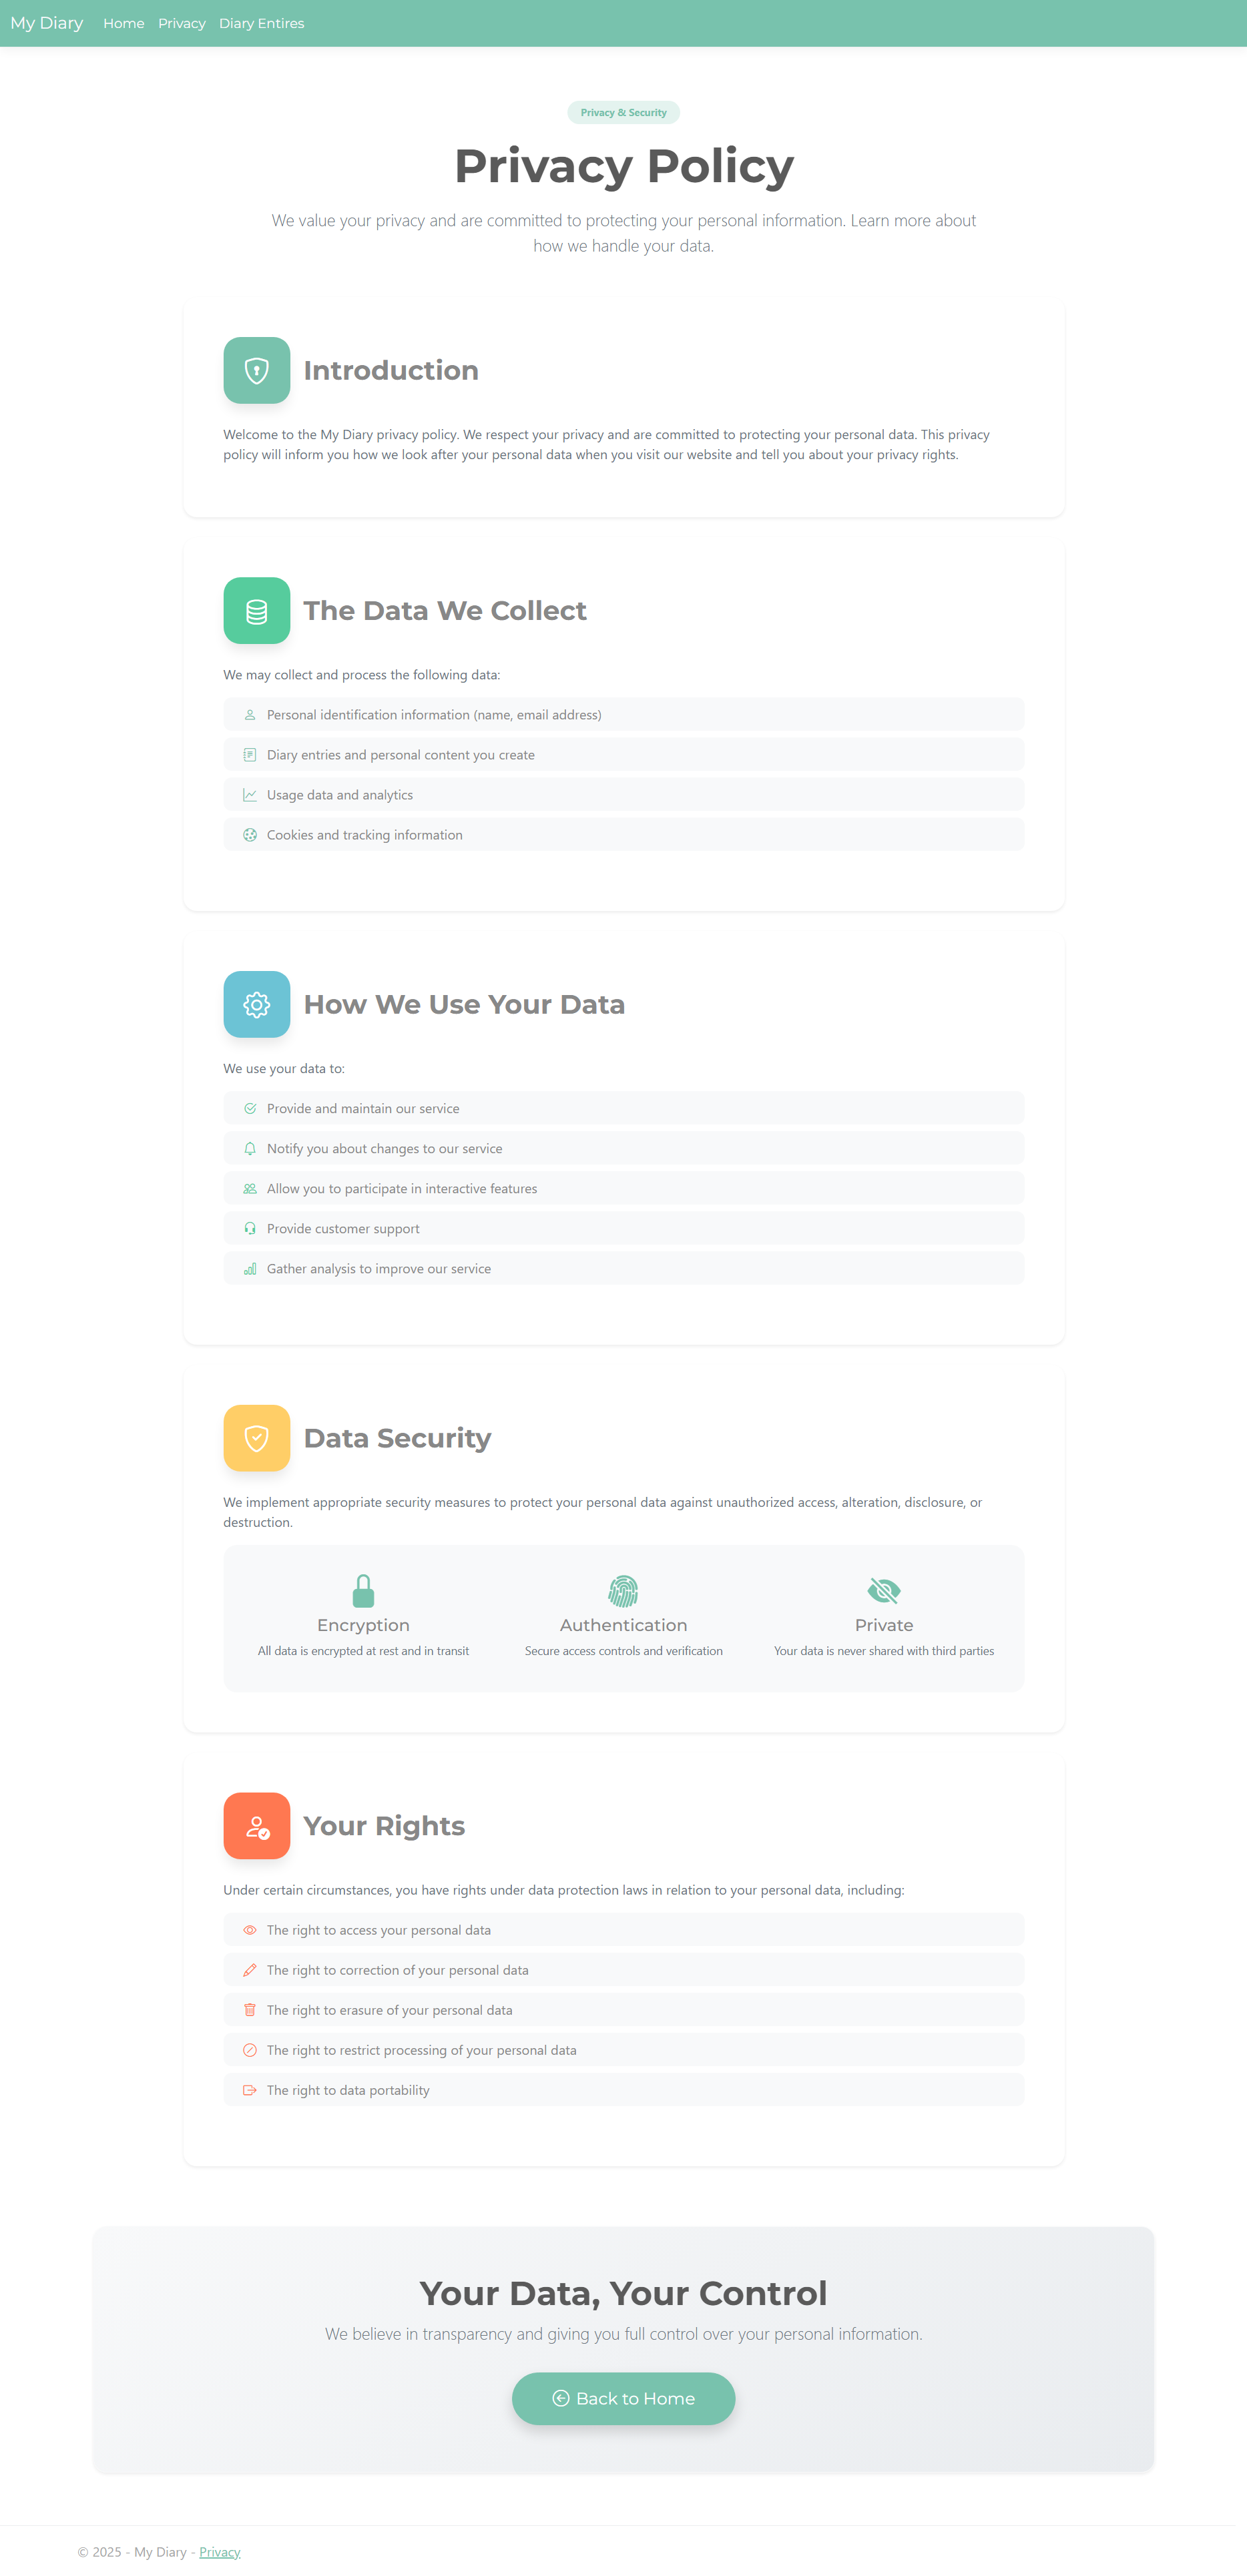 My Diary Home Privacy Diary Entires
Privacy & Security
Privacy Policy
We value your privacy and are committed to protecting your personal information. Learn more about
how we handle your data.
Introduction
Welcome to the My Diary privacy policy. We respect your privacy and are committed to protecting your personal data. This privacy
policy will inform you how we look after your personal data when you visit our website and tell you about your privacy rights.
The Data We Collect
We may collect and process the following data:
Personal identification information (name, email address)
Diary entries and personal content you create
Usage data and analytics
Cookies and tracking information
How We Use Your Data
We use your data to:
Provide and maintain our service
Notify you about changes to our service
Allow you to participate in interactive features
Provide customer support
Gather analysis to improve our service
Data Security
We implement appropriate security measures to protect your personal data against unauthorized access, alteration, disclosure, or
destruction.
Encryption
All data is encrypted at rest and in transit
Authentication
Secure access controls and verification
Private
Your data is never shared with third parties
Your Rights
Under certain circumstances, you have rights under data protection laws in relation to your personal data, including:
The right to access your personal data
The right to correction of your personal data
The right to erasure of your personal data
The right to restrict processing of your personal data
The right to data portability
Your Data, Your Control
We believe in transparency and giving you full control over your personal information.
Back to Home
© 2025 - My Diary - Privacy